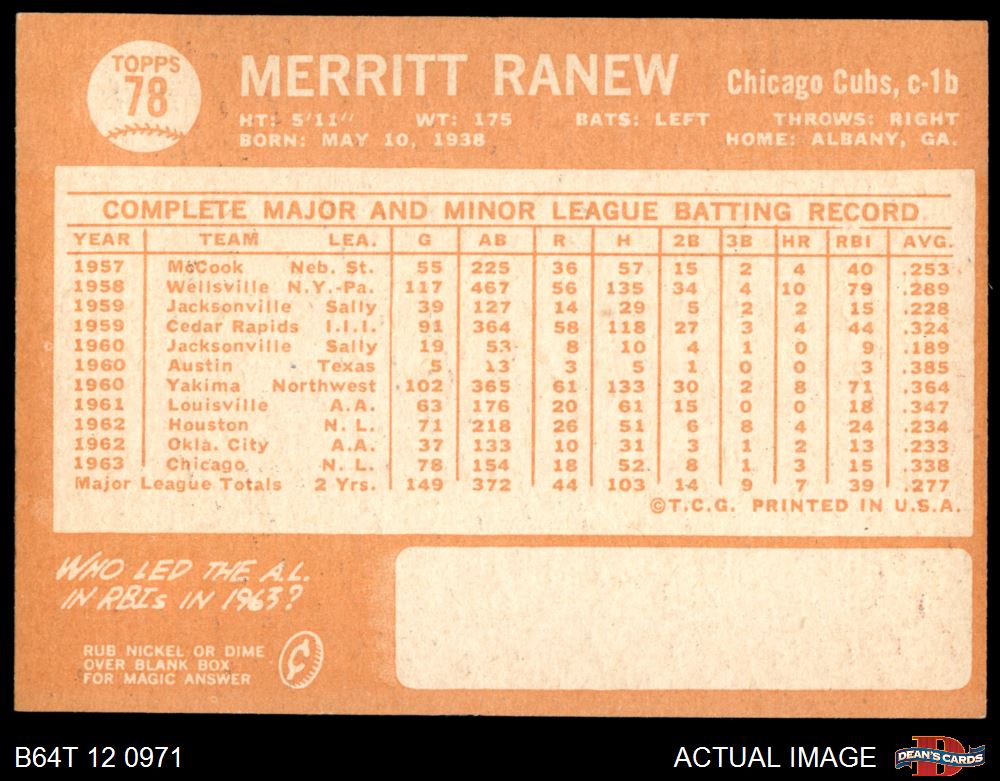 TOPPS
78
MERRITT RANEW
Chicago Cubs, c-1b
HT: 5'11" WT: 175 BATS: LEFT THROWS: RIGHT
BORN: MAY 10, 1938 HOME: ALBANY, GA.
COMPLETE MAJOR AND MINOR LEAGUE BATTING RECORD
YEAR TEAM LEA. G AB R H 2B 3B HR RBI AVG.
1957 McCook Neb. St. 55 225 36 57 15 2 4 40 .253
1958 Wellsville N.Y.-Pa. 117 467 56 135 34 4 10 79 .289
1959 Jacksonville Sally 39 127 14 29 5 2 2 15 .228
1959 Cedar Rapids I.I.I. 91 364 58 118 27 3 4 44 .324
1960 Jacksonville Sally 19 53 8 10 4 1 0 9 .189
1960 Austin Texas 5 13 3 5 1 0 0 3 .385
1960 Yakima Northwest 102 365 61 133 30 2 8 71 .364
1961 Louisville A.A. 63 176 20 61 15 0 0 18 .347
1962 Houston N. L. 71 218 26 51 6 8 4 24 .234
1962 Okla. City A.A. 37 133 10 31 3 1 2 13 .233
1963 Chicago N. L. 78 154 18 52 8 1 3 15 .338
Major League Totals 2 Yrs. 149 372 44 103 14 9 7 39 .277
©T.C.G. PRINTED IN U.S.A.
WHO LED THE A.L.
IN RBIs IN 1963?
RUB NICKEL OR DIME
OVER BLANK BOX
FOR MAGIC ANSWER
B64T 12 0971
ACTUAL IMAGE
DEAN'S CARDS